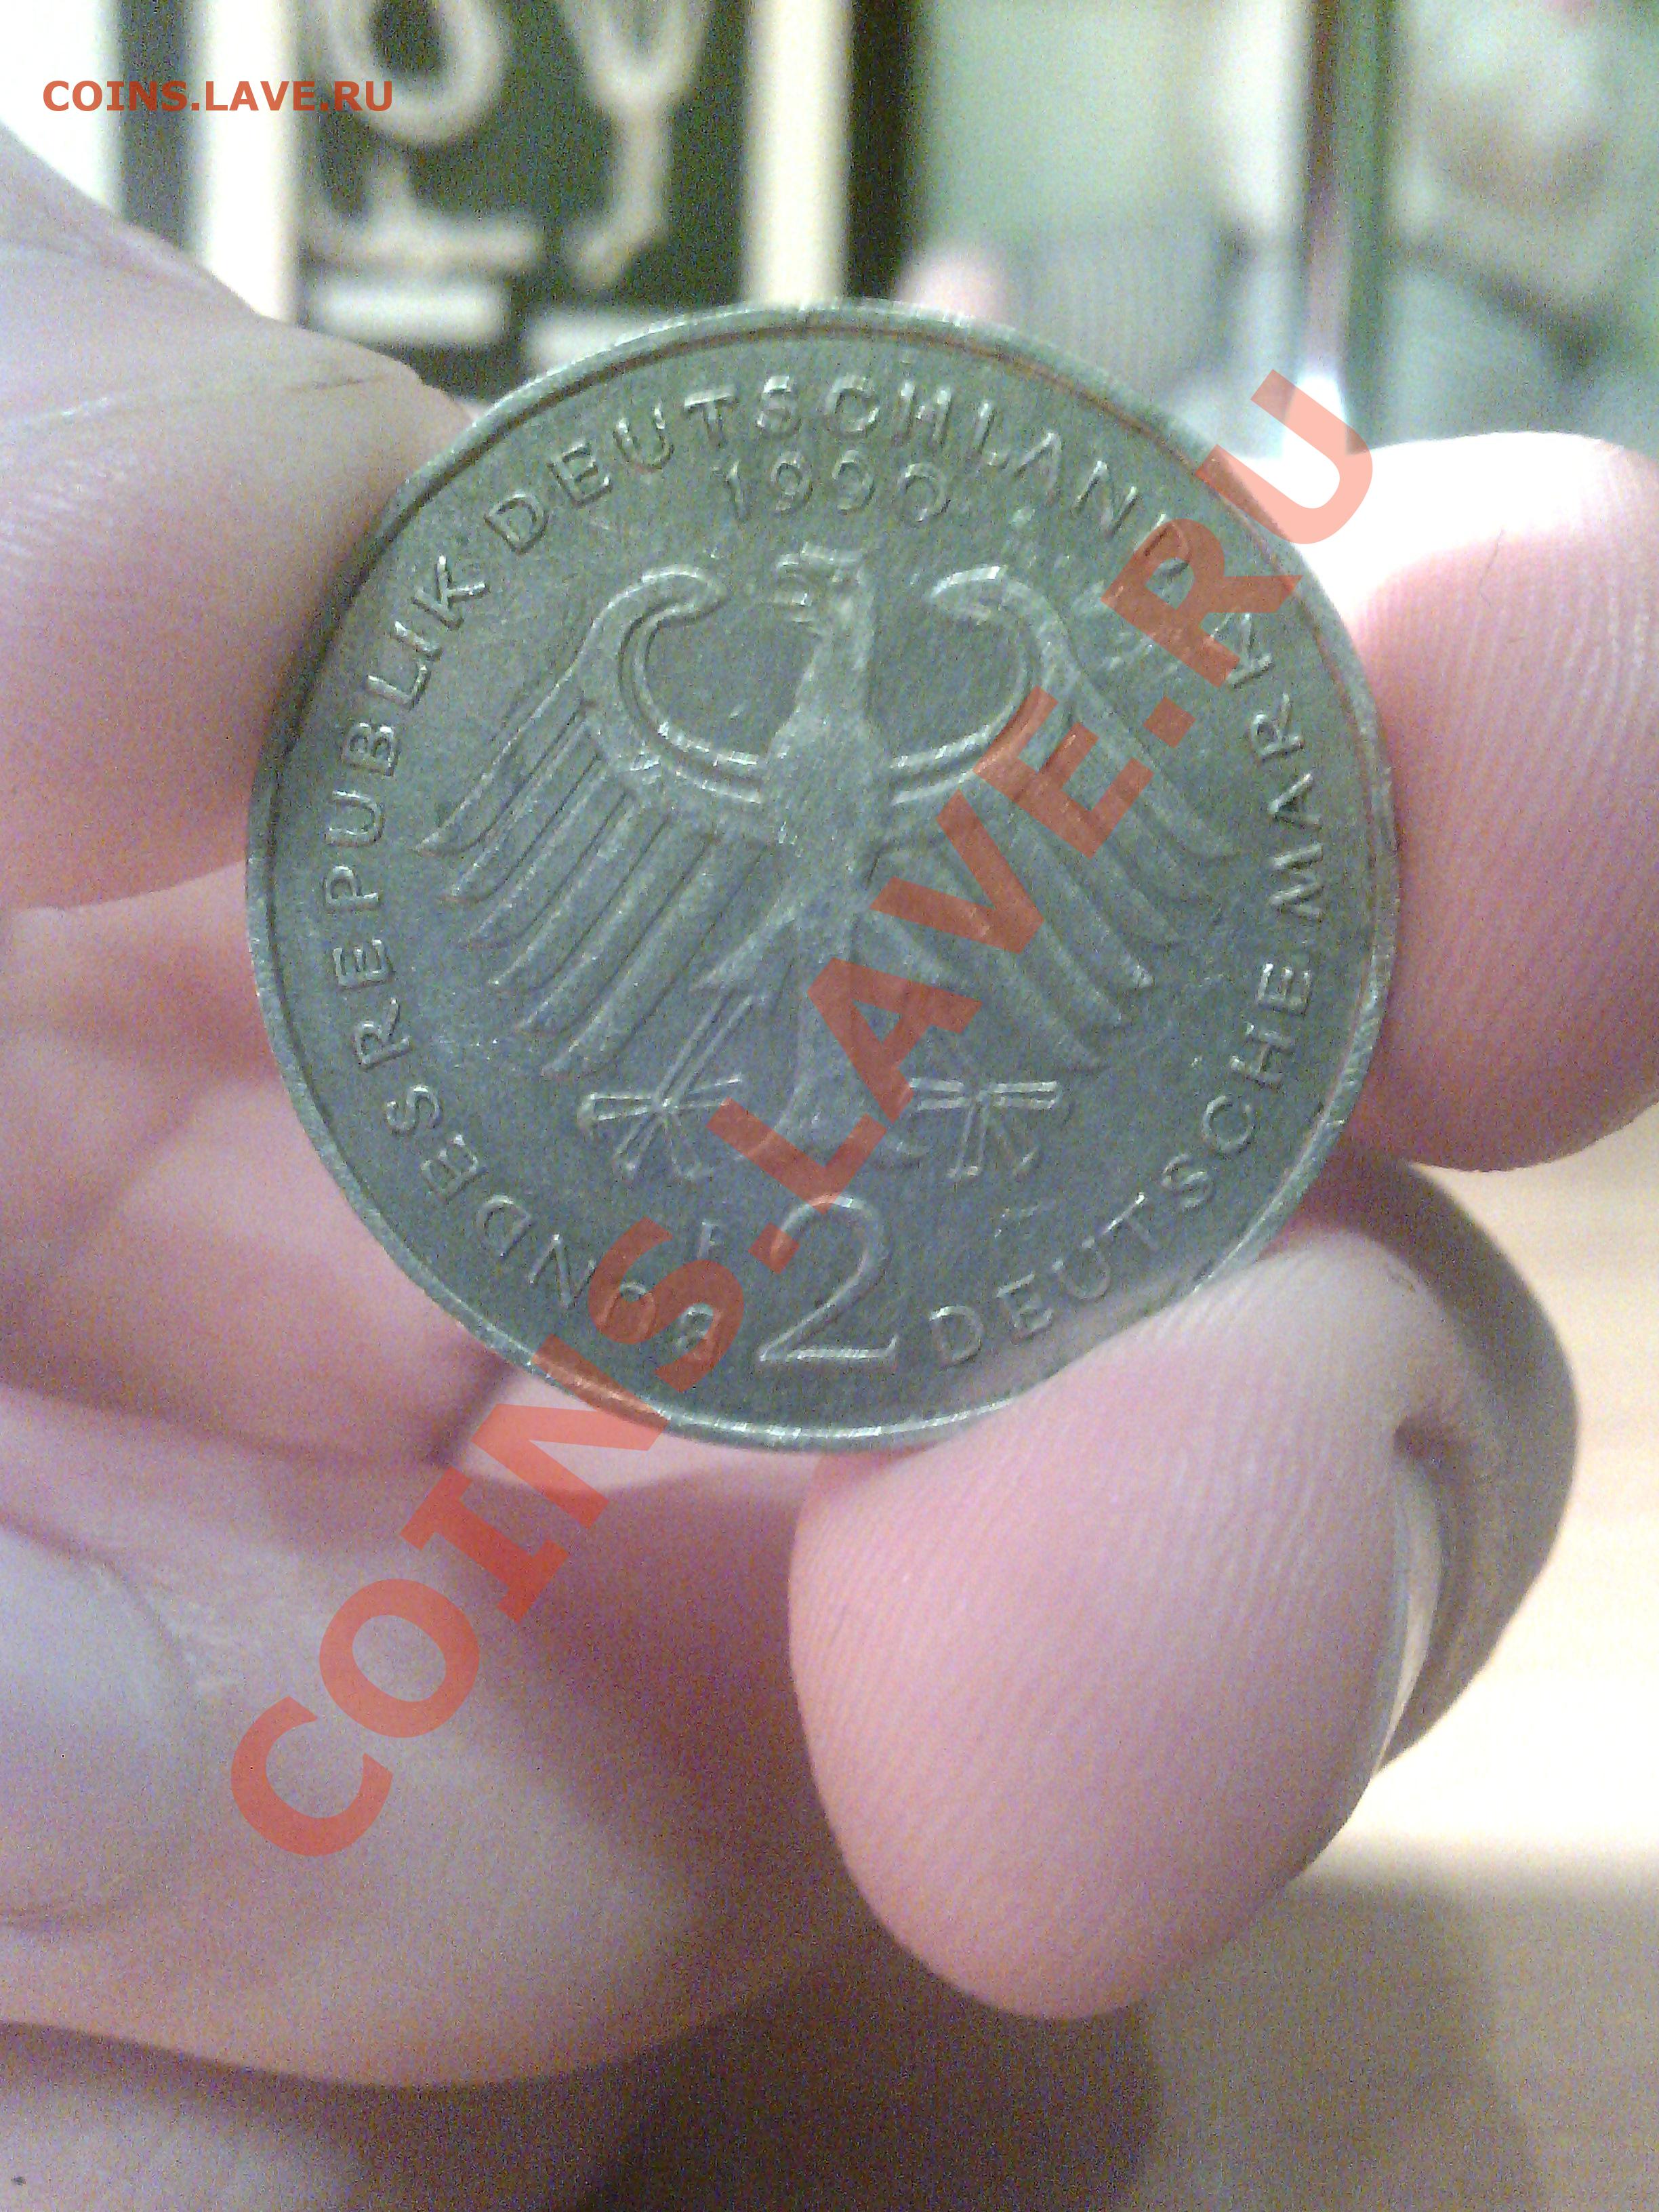 COINS.LAVE.RU
BUNDESREPUBLIK DEUTSCHLAND
1990
F
2
DEUTSCHE MARK
COINS.LAVE.RU